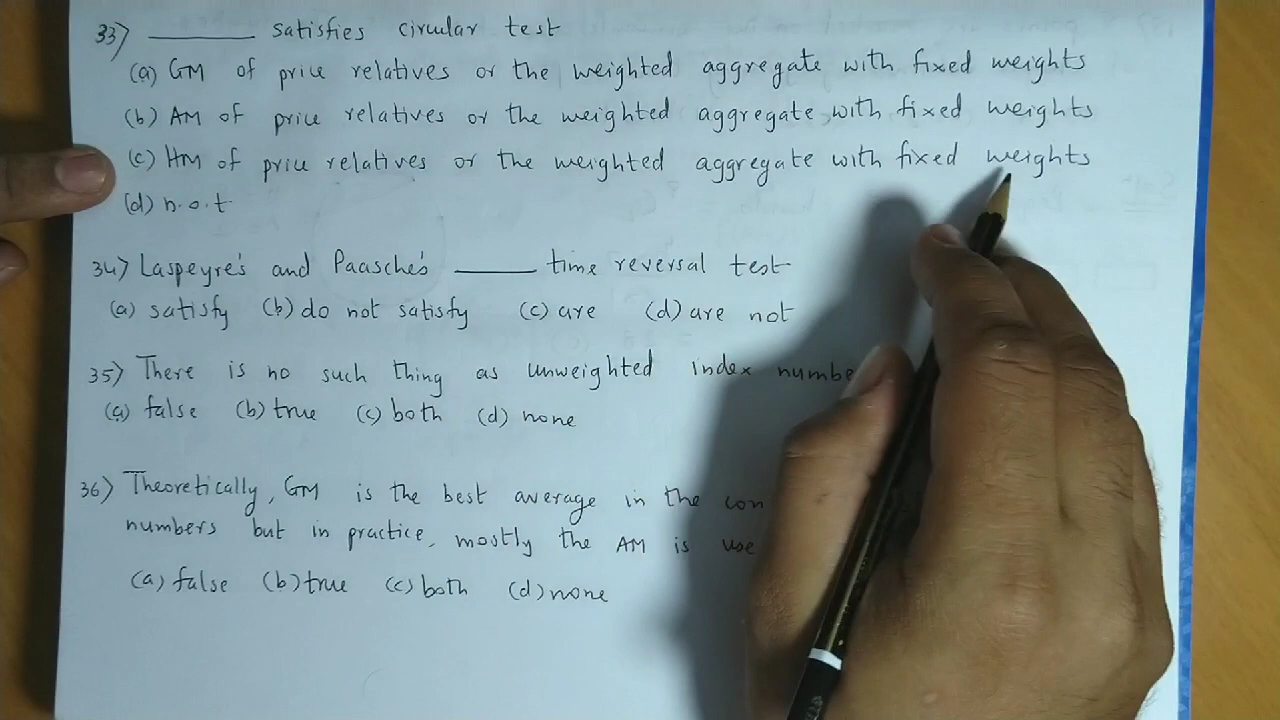 33) ______ satisfies circular test
(a) GM of price relatives or the weighted aggregate with fixed weights
(b) AM of price relatives or the weighted aggregate with fixed weights
(c) HM of price relatives or the weighted aggregate with fixed weights
(d) n.o.t
34) Laspeyre's and Paasche's ______ time reversal test
(a) satisfy (b) do not satisfy (c) are (d) are not
35) There is no such thing as unweighted index
(a) false (b) true (c) both (d) none
36) Theoretically, GM is the best average in the
numbers but in practice, mostly the AM is
(a) false (b) true (c) both (d) none